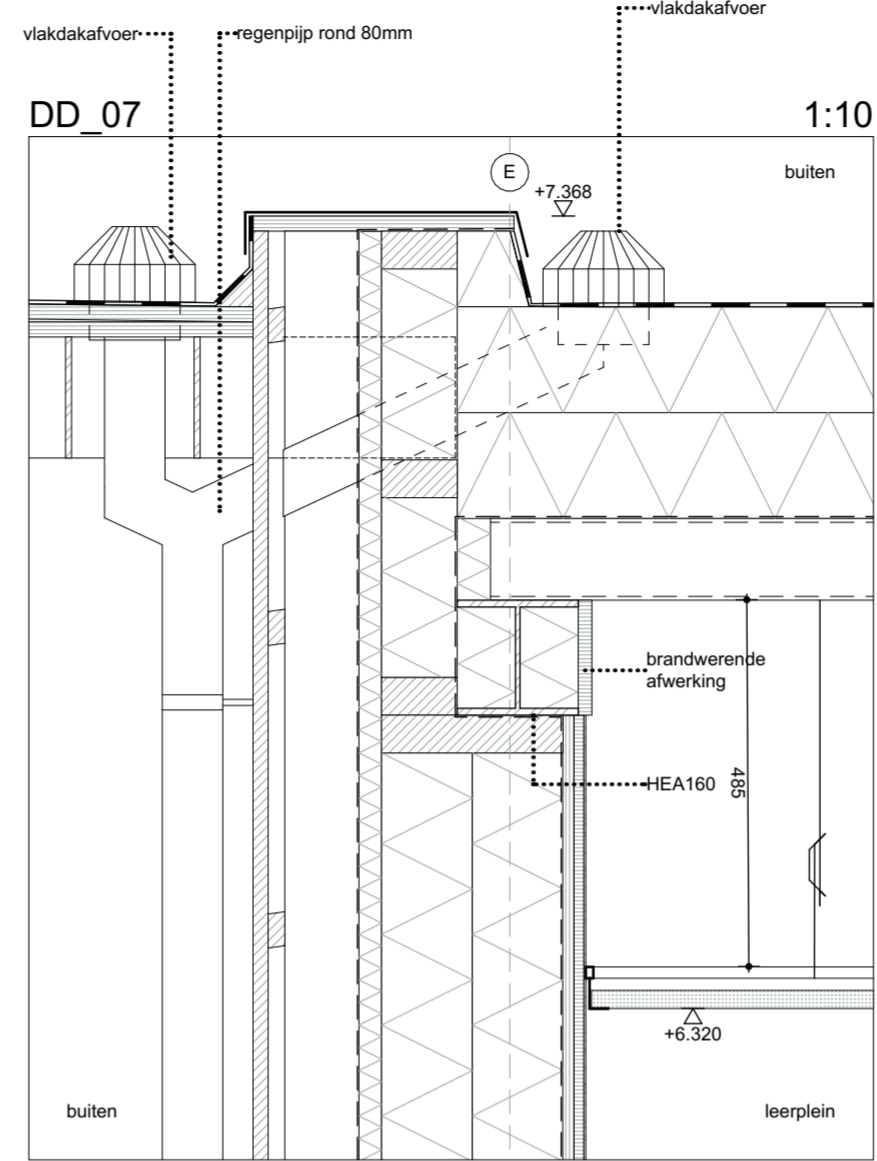 vlakdakafvoer
regenpijp rond 80mm
vlakdakafvoer
DD_07
1:10
E
buiten
+7.368
brandwerende
afwerking
HEA160
485
+6.320
buiten
leerplein